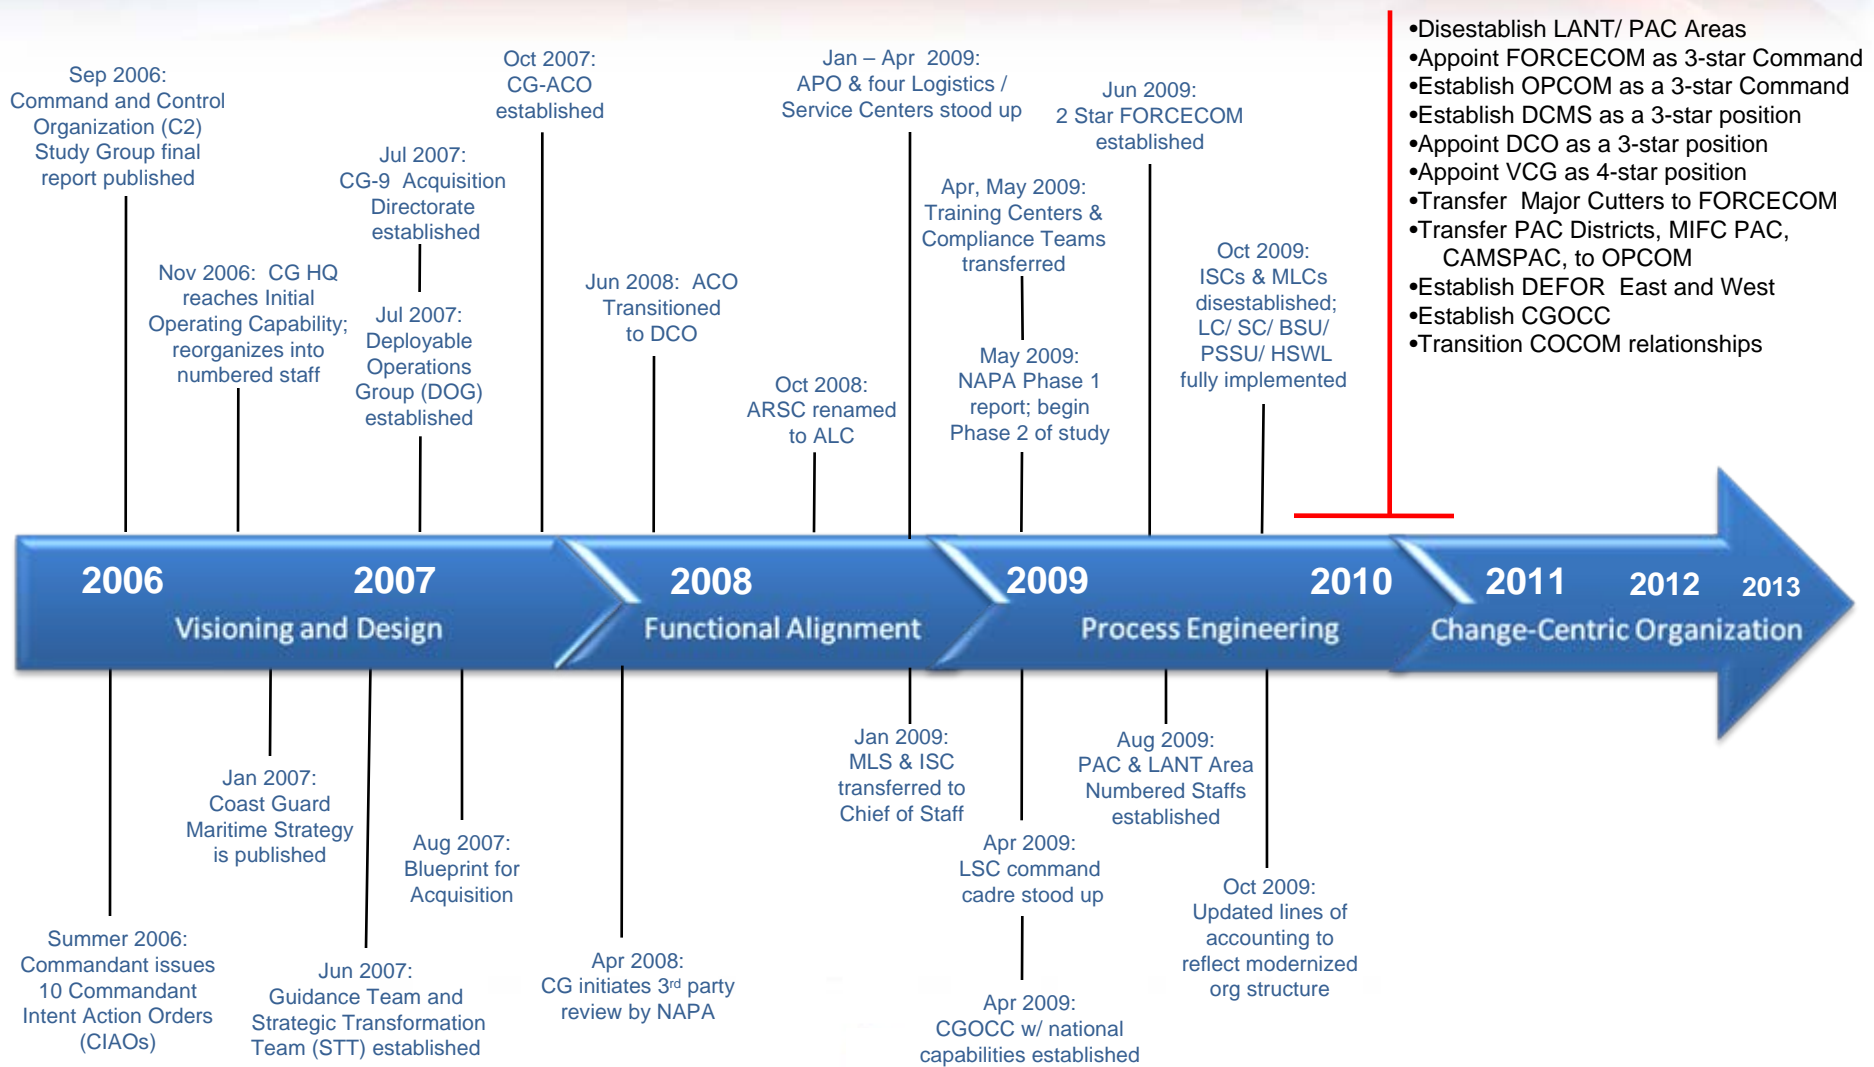 Sep 2006:
Command and Control
Organization (C2)
Study Group final
report published
Nov 2006:  CG HQ
reaches Initial
Operating Capability;
reorganizes into
numbered staff
Jul 2007:
CG-9  Acquisition
Directorate
established
Jul 2007:
Deployable
Operations
Group (DOG)
established
Oct 2007:
CG-ACO
established
Jun 2008:  ACO
Transitioned
to DCO
Oct 2008:
ARSC renamed
to ALC
Jan – Apr  2009:
APO & four Logistics /
Service Centers stood up
Apr, May 2009:
Training Centers &
Compliance Teams
transferred
May 2009:
NAPA Phase 1
report; begin
Phase 2 of study
Jun 2009:
2 Star FORCECOM
established
Oct 2009:
ISCs & MLCs
disestablished;
LC/ SC/ BSU/
PSSU/ HSWL
fully implemented
•Disestablish LANT/ PAC Areas
•Appoint FORCECOM as 3-star Command
•Establish OPCOM as a 3-star Command
•Establish DCMS as a 3-star position
•Appoint DCO as a 3-star position
•Appoint VCG as 4-star position
•Transfer  Major Cutters to FORCECOM
•Transfer PAC Districts, MIFC PAC,
CAMSPAC, to OPCOM
•Establish DEFOR  East and West
•Establish CGOCC
•Transition COCOM relationships
2006 2007 2008 2009 2010 2011 2012 2013
Visioning and Design Functional Alignment Process Engineering Change-Centric Organization
Summer 2006:
Commandant issues
10 Commandant
Intent Action Orders
(CIAOs)
Jan 2007:
Coast Guard
Maritime Strategy
is published
Jun 2007:
Guidance Team and
Strategic Transformation
Team (STT) established
Aug 2007:
Blueprint for
Acquisition
Apr 2008:
CG initiates 3rd party
review by NAPA
Jan 2009:
MLS & ISC
transferred to
Chief of Staff
Apr 2009:
LSC command
cadre stood up
Apr 2009:
CGOCC w/ national
capabilities established
Aug 2009:
PAC & LANT Area
Numbered Staffs
established
Oct 2009:
Updated lines of
accounting to
reflect modernized
org structure